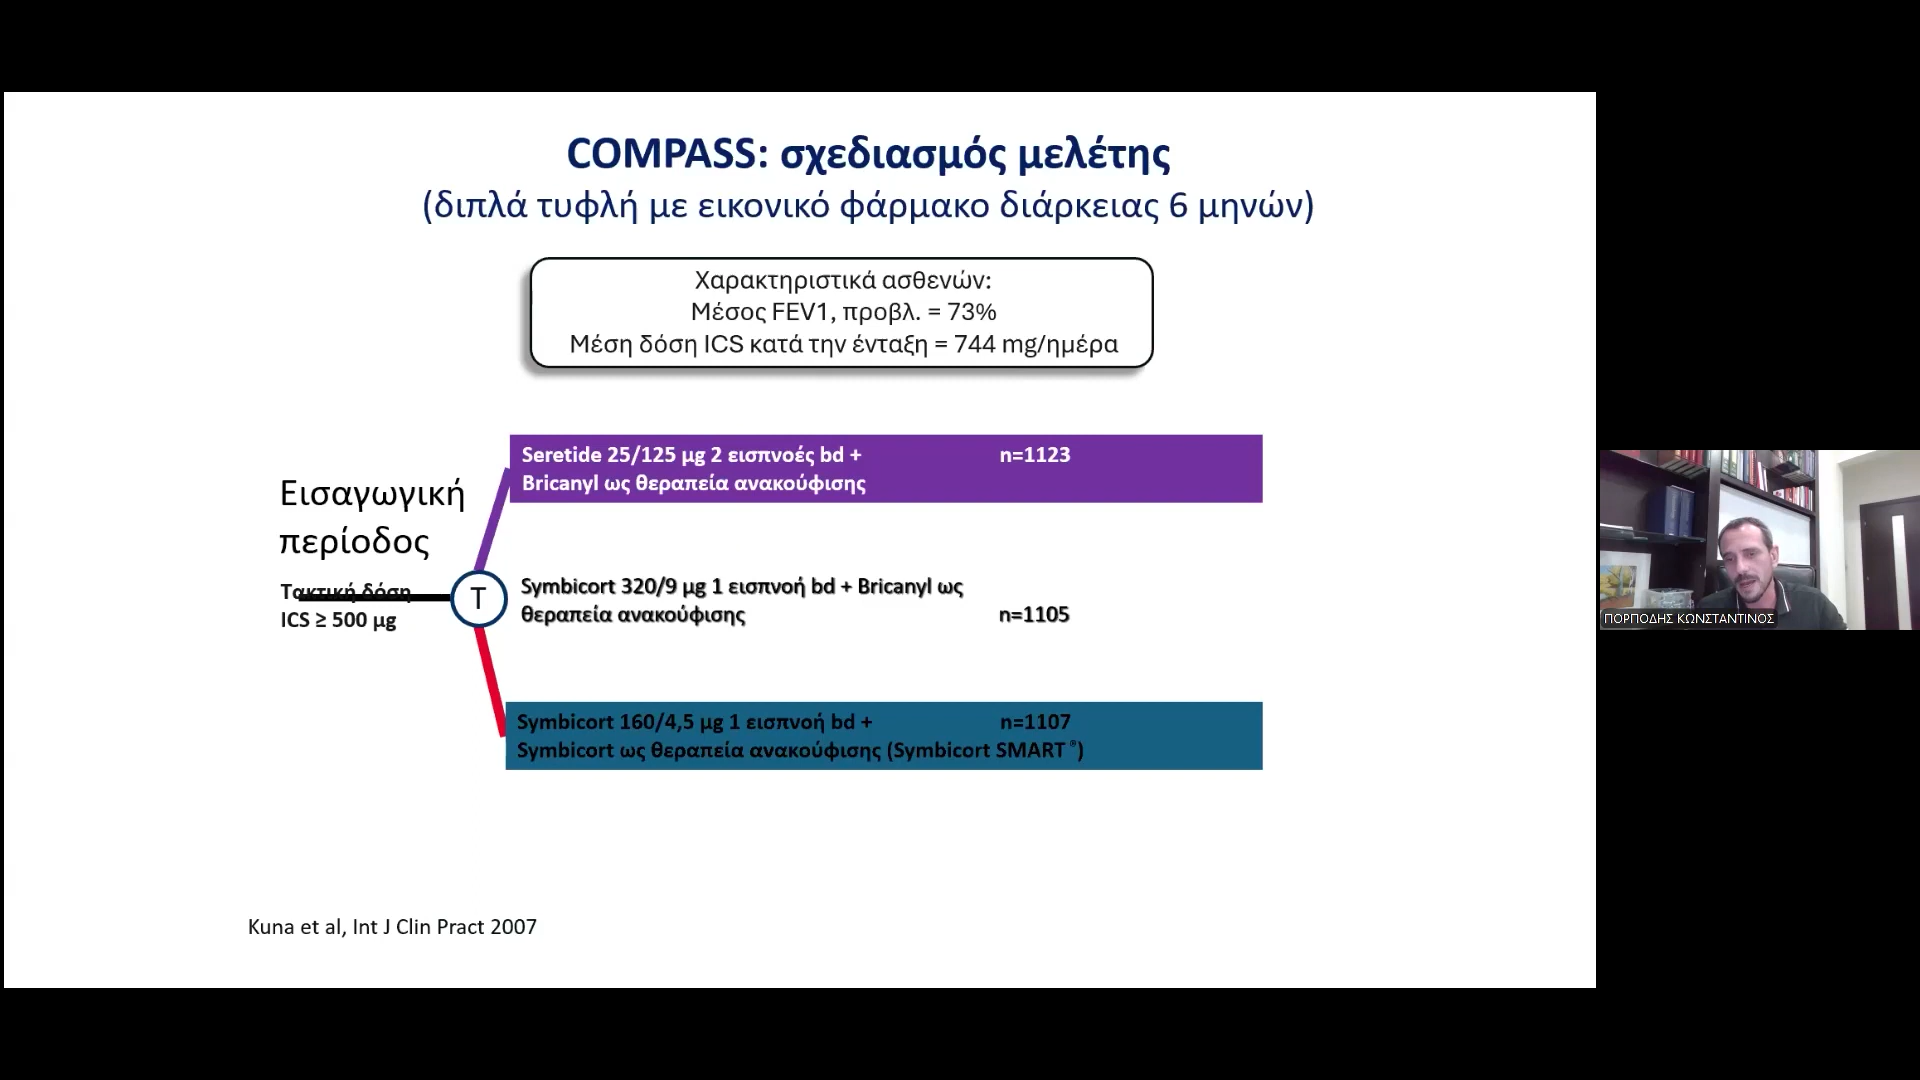 COMPASS: σχεδιασμός μελέτης
(διπλά τυφλή με εικονικό φάρμακο διάρκειας 6 μηνών)
Χαρακτηριστικά ασθενών:
Μέσος FEV1, προβλ. = 73%
Μέση δόση ICS κατά την ένταξη = 744 mg/ημέρα
Seretide 25/125 μg 2 εισπνοές bd + n=1123
Bricanyl ως θεραπεία ανακούφισης
Εισαγωγική
περίοδος
Τακτική δόση
ICS ≥ 500 μg
T
Symbicort 320/9 μg 1 εισπνοή bd + Bricanyl ως
θεραπεία ανακούφισης n=1105
Symbicort 160/4,5 μg 1 εισπνοή bd + n=1107
Symbicort ως θεραπεία ανακούφισης (Symbicort SMART®)
Kuna et al, Int J Clin Pract 2007
ΠΟΡΠΟΔΗΣ ΚΩΝΣΤΑΝΤΙΝΟΣ